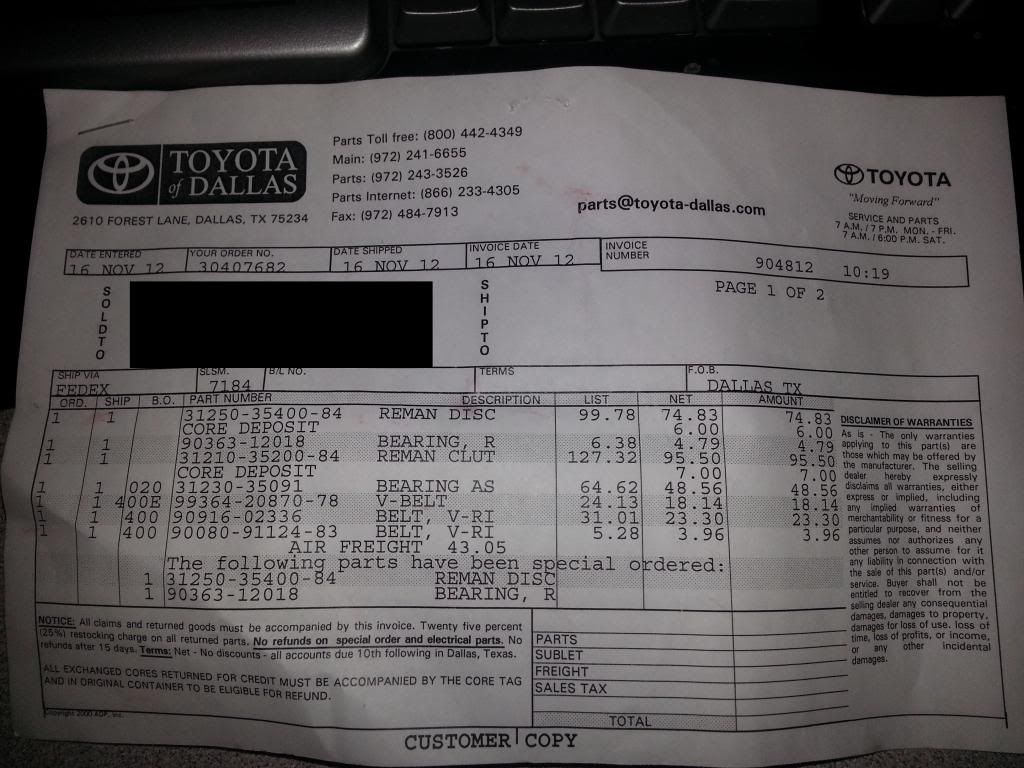 TOYOTA
of DALLAS
2610 FOREST LANE, DALLAS, TX 75234
Parts Toll free: (800) 442-4349
Main: (972) 241-6655
Parts: (972) 243-3526
Parts Internet: (866) 233-4305
Fax: (972) 484-7913
parts@toyota-dallas.com
TOYOTA
"Moving Forward"
SERVICE AND PARTS
7 A.M. / 7 P.M. MON. - FRI.
7 A.M. / 6:00 P.M. SAT.
DATE ENTERED YOUR ORDER NO. DATE SHIPPED INVOICE DATE INVOICE NUMBER
16 NOV 12 30407682 16 NOV 12 16 NOV 12 904812 10:19
PAGE 1 OF 2
SOLD TO
SHIP TO
SHIP VIA SLSM. B/L NO. TERMS F.O.B.
FEDEX 7184 DALLAS TX
ORD. SHIP B.O. PART NUMBER DESCRIPTION LIST NET AMOUNT
1 1 31250-35400-84 REMAN DISC 99.78 74.83 74.83
CORE DEPOSIT 6.00 6.00
1 1 90363-12018 BEARING, R 6.38 4.79 4.79
1 1 31210-35200-84 REMAN CLUT 127.32 95.50 95.50
CORE DEPOSIT 7.00 7.00
1 1 020 31230-35091 BEARING AS 64.62 48.56 48.56
1 1 400E 99364-20870-78 V-BELT 24.13 18.14 18.14
1 1 400 90916-02336 BELT, V-RI 31.01 23.30 23.30
1 1 400 90080-91124-83 BELT, V-RI 5.28 3.96 3.96
AIR FREIGHT 43.05
The following parts have been special ordered:
1 31250-35400-84 REMAN DISC
1 90363-12018 BEARING, R
DISCLAIMER OF WARRANTIES
As is - The only warranties
applying to this part(s) are
those which may be offered by
the manufacturer. The selling
dealer hereby expressly
disclaims all warranties, either
express or implied, including
any implied warranties of
merchantability or fitness for a
particular purpose, and neither
assumes nor authorizes any
other person to assume for it
any liability in connection with
the sale of this part(s) and/or
service. Buyer shall not be
entitled to recover from the
selling dealer any consequential
damages, damages to property,
damages for loss of use, loss of
time, loss of profits, or income,
or any other incidental
damages.
NOTICE: All claims and returned goods must be accompanied by this invoice. Twenty five percent
(25%) restocking charge on all returned parts. No refunds on special order and electrical parts. No
refunds after 15 days. Terms: Net - No discounts - all accounts due 10th following in Dallas, Texas.
ALL EXCHANGED CORES RETURNED FOR CREDIT MUST BE ACCOMPANIED BY THE CORE TAG
AND IN ORIGINAL CONTAINER TO BE ELIGIBLE FOR REFUND.
PARTS
SUBLET
FREIGHT
SALES TAX
TOTAL
Copyright 2000 ADP, Inc.
CUSTOMER COPY